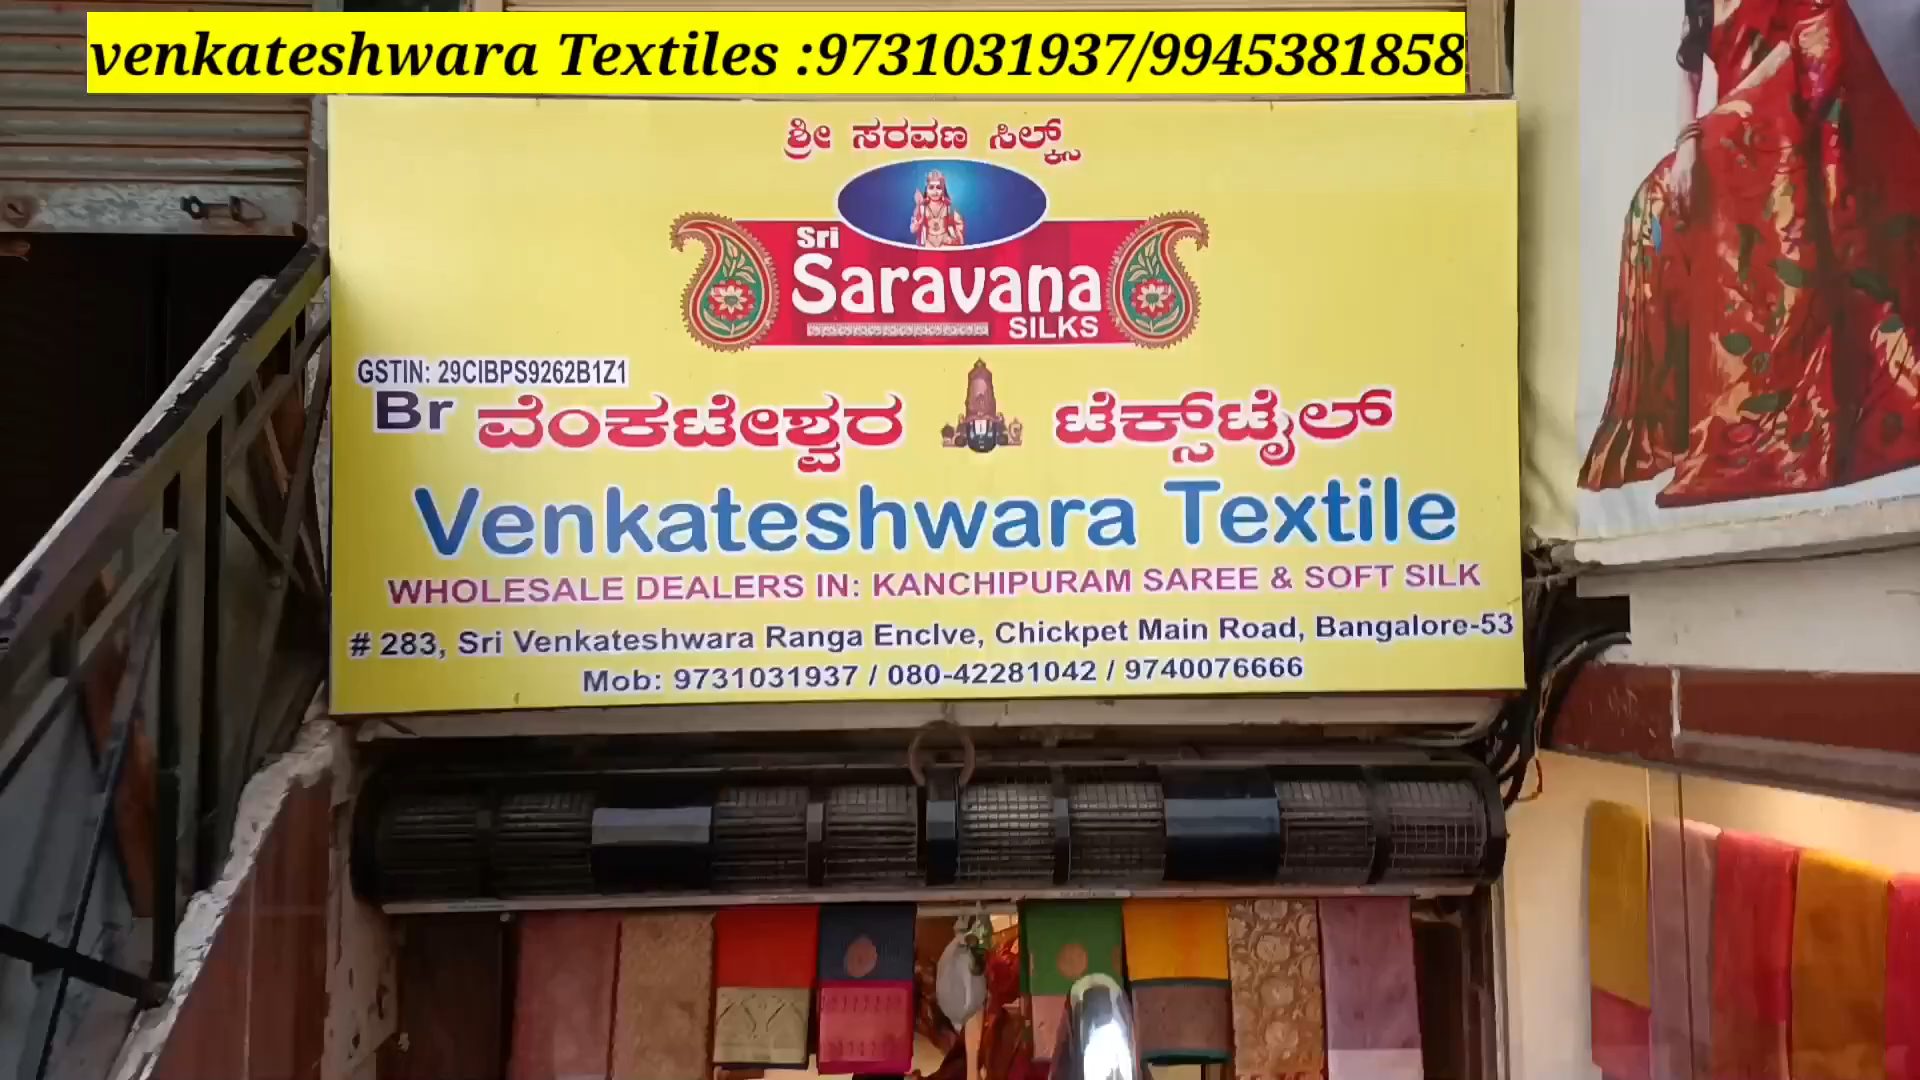 venkateshwara Textiles :9731031937/9945381858
ಶ್ರೀ ಸರವಣ ಸಿಲ್ಕ್ಸ್
Sri
Saravana
SILKS
GSTIN: 29CIBPS9262B1Z1
Br ವೆಂಕಟೇಶ್ವರ ಟೆಕ್ಸ್‌ಟೈಲ್
Venkateshwara Textile
WHOLESALE DEALERS IN: KANCHIPURAM SAREE & SOFT SILK
# 283, Sri Venkateshwara Ranga Enclve, Chickpet Main Road, Bangalore-53
Mob: 9731031937 / 080-42281042 / 9740076666